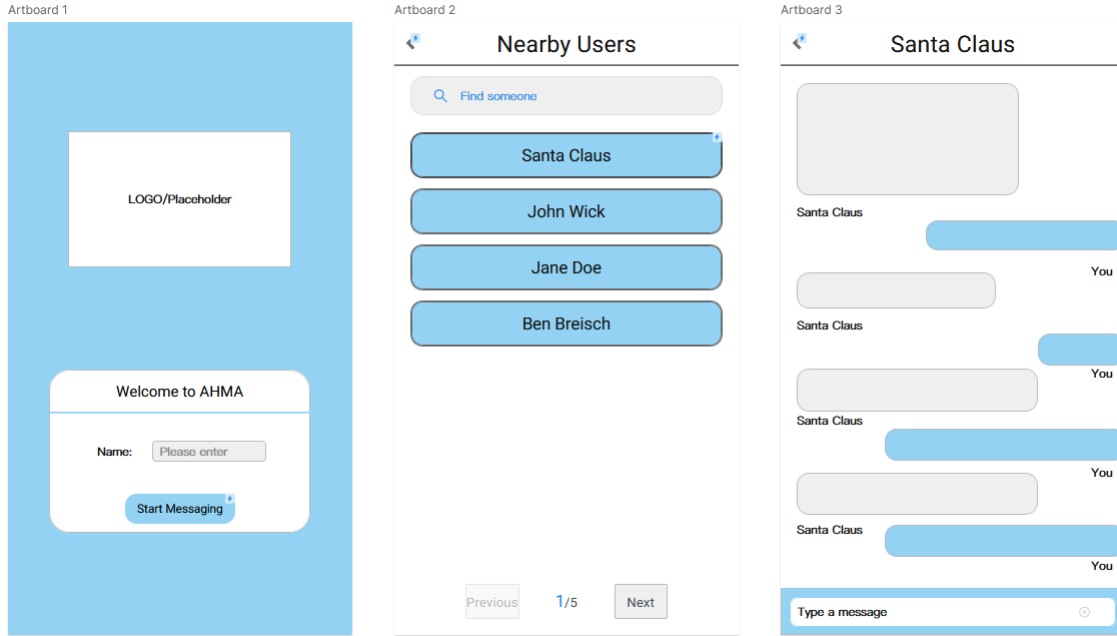 Artboard 1
LOGO/Placeholder
Welcome to AHMA
Name: Please enter
Start Messaging
Artboard 2
Nearby Users
Find someone
Santa Claus
John Wick
Jane Doe
Ben Breisch
Previous 1/5 Next
Artboard 3
Santa Claus
Santa Claus
You
Santa Claus
You
Santa Claus
You
Santa Claus
You
Type a message